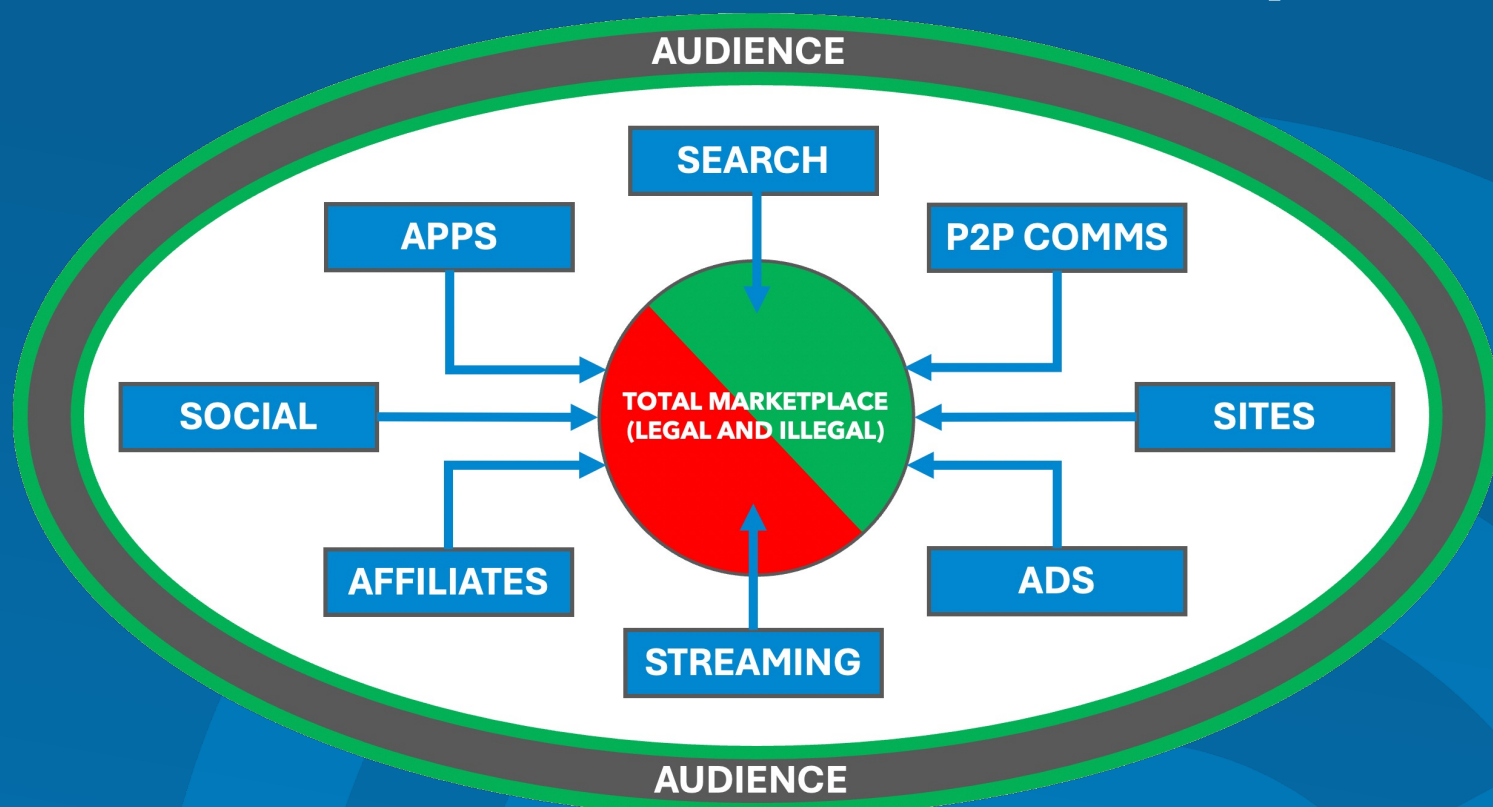 AUDIENCE
SEARCH
APPS
P2P COMMS
TOTAL MARKETPLACE
(LEGAL AND ILLEGAL)
SOCIAL
SITES
AFFILIATES
ADS
STREAMING
AUDIENCE